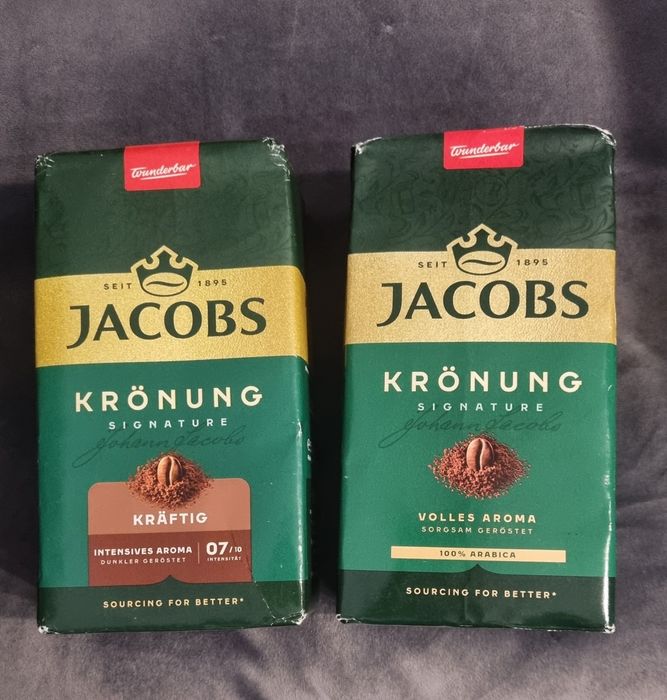 Wunderbar
SEIT 1895
JACOBS
KRÖNUNG
SIGNATURE
Johann Jacobs
KRÄFTIG
INTENSIVES AROMA 07/10
DUNKLER GERÖSTET INTENSITÄT
SOURCING FOR BETTER*
Wunderbar
SEIT 1895
JACOBS
KRÖNUNG
SIGNATURE
Johann Jacobs
VOLLES AROMA
SORGSAM GERÖSTET
100% ARABICA
SOURCING FOR BETTER*